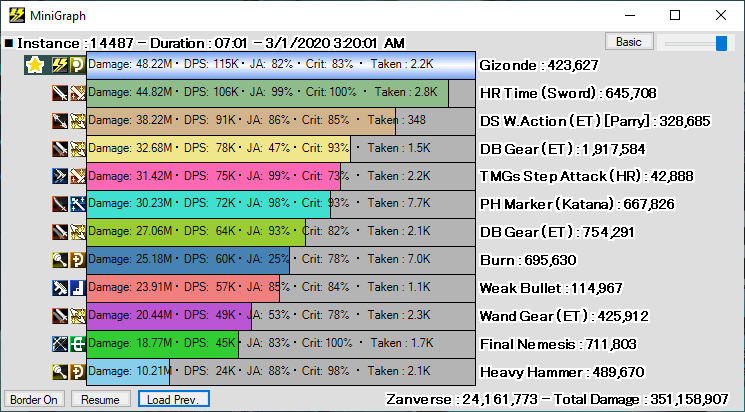 MiniGraph
■ Instance : 14487 - Duration : 07:01 - 3/1/2020 3:20:01 AM
Basic
Damage: 48.22M・ DPS: 115K・ JA: 82%・ Crit: 83%・ Taken : 2.2K Gizonde : 423,627
Damage: 44.82M・ DPS: 106K・ JA: 99%・ Crit: 100%・ Taken : 2.8K HR Time (Sword) : 645,708
Damage: 38.22M・ DPS: 91K・ JA: 86%・ Crit: 85%・ Taken : 348 DS W.Action (ET) [Parry] : 328,685
Damage: 32.68M・ DPS: 78K・ JA: 47%・ Crit: 93%・ Taken : 1.5K DB Gear (ET) : 1,917,584
Damage: 31.42M・ DPS: 75K・ JA: 99%・ Crit: 73%・ Taken : 2.2K TMGs Step Attack (HR) : 42,888
Damage: 30.23M・ DPS: 72K・ JA: 98%・ Crit: 93%・ Taken : 7.7K PH Marker (Katana) : 667,826
Damage: 27.06M・ DPS: 64K・ JA: 93%・ Crit: 82%・ Taken : 2.1K DB Gear (ET) : 754,291
Damage: 25.18M・ DPS: 60K・ JA: 25%・ Crit: 78%・ Taken : 7.0K Burn : 695,630
Damage: 23.91M・ DPS: 57K・ JA: 85%・ Crit: 84%・ Taken : 1.1K Weak Bullet : 114,967
Damage: 20.44M・ DPS: 49K・ JA: 53%・ Crit: 78%・ Taken : 2.3K Wand Gear (ET) : 425,912
Damage: 18.77M・ DPS: 45K・ JA: 83%・ Crit: 100%・ Taken : 1.7K Final Nemesis : 711,803
Damage: 10.21M・ DPS: 24K・ JA: 88%・ Crit: 98%・ Taken : 2.1K Heavy Hammer : 489,670
Border On Resume Load Prev. Zanverse : 24,161,773 - Total Damage : 351,158,907